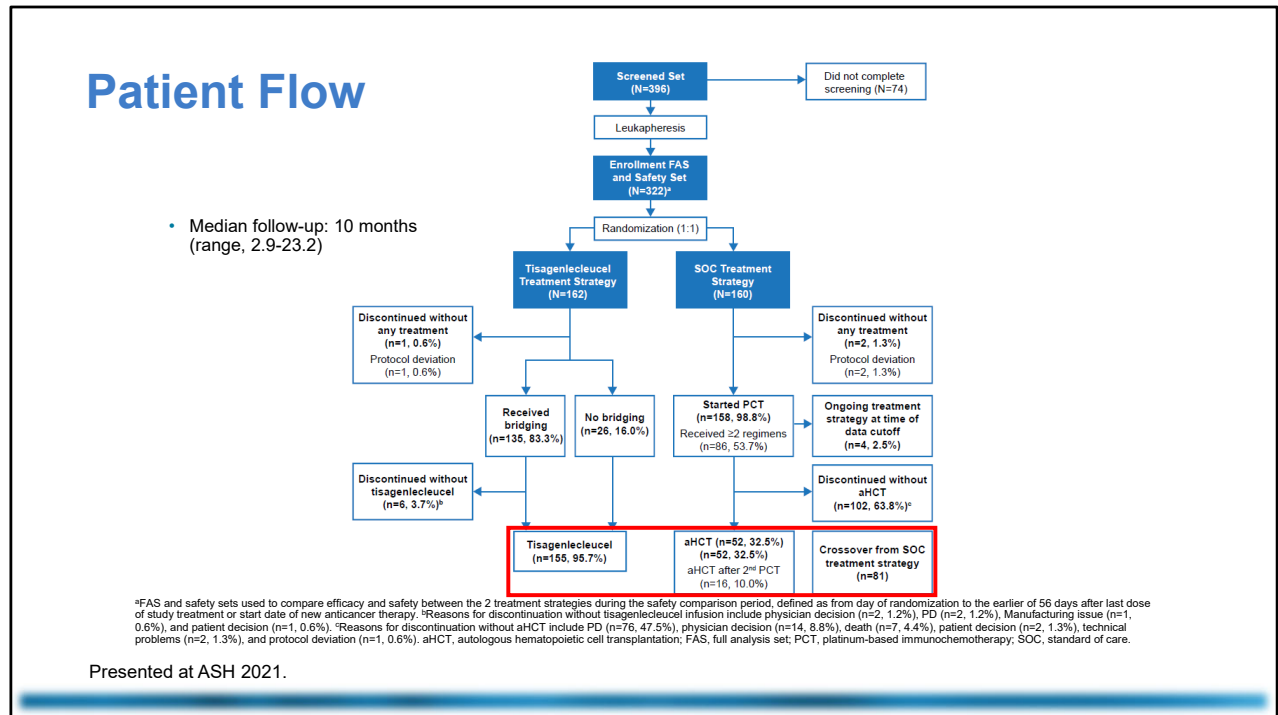 Patient Flow
• Median follow-up: 10 months
(range, 2.9-23.2)
Screened Set
(N=396)
Did not complete
screening (N=74)
Leukapheresis
Enrollment FAS
and Safety Set
(N=322)ᵃ
Randomization (1:1)
Tisagenlecleucel
Treatment Strategy
(N=162)
SOC Treatment
Strategy
(N=160)
Discontinued without
any treatment
(n=1, 0.6%)
Protocol deviation
(n=1, 0.6%)
Discontinued without
any treatment
(n=2, 1.3%)
Protocol deviation
(n=2, 1.3%)
Received
bridging
(n=135, 83.3%)
No bridging
(n=26, 16.0%)
Started PCT
(n=158, 98.8%)
Received ≥2 regimens
(n=86, 53.7%)
Ongoing treatment
strategy at time of
data cutoff
(n=4, 2.5%)
Discontinued without
tisagenlecleucel
(n=6, 3.7%)ᵇ
Discontinued without
aHCT
(n=102, 63.8%)ᶜ
Tisagenlecleucel
(n=155, 95.7%)
aHCT (n=52, 32.5%)
(n=52, 32.5%)
aHCT after 2ⁿᵈ PCT
(n=16, 10.0%)
Crossover from SOC
treatment strategy
(n=81)
ᵃFAS and safety sets used to compare efficacy and safety between the 2 treatment strategies during the safety comparison period, defined as from day of randomization to the earlier of 56 days after last dose
of study treatment or start date of new anticancer therapy. ᵇReasons for discontinuation without tisagenlecleucel infusion include physician decision (n=2, 1.2%), PD (n=2, 1.2%), Manufacturing issue (n=1,
0.6%), and patient decision (n=1, 0.6%). ᶜReasons for discontinuation without aHCT include PD (n=76, 47.5%), physician decision (n=14, 8.8%), death (n=7, 4.4%), patient decision (n=2, 1.3%), technical
problems (n=2, 1.3%), and protocol deviation (n=1, 0.6%). aHCT, autologous hematopoietic cell transplantation; FAS, full analysis set; PCT, platinum-based immunochemotherapy; SOC, standard of care.
Presented at ASH 2021.